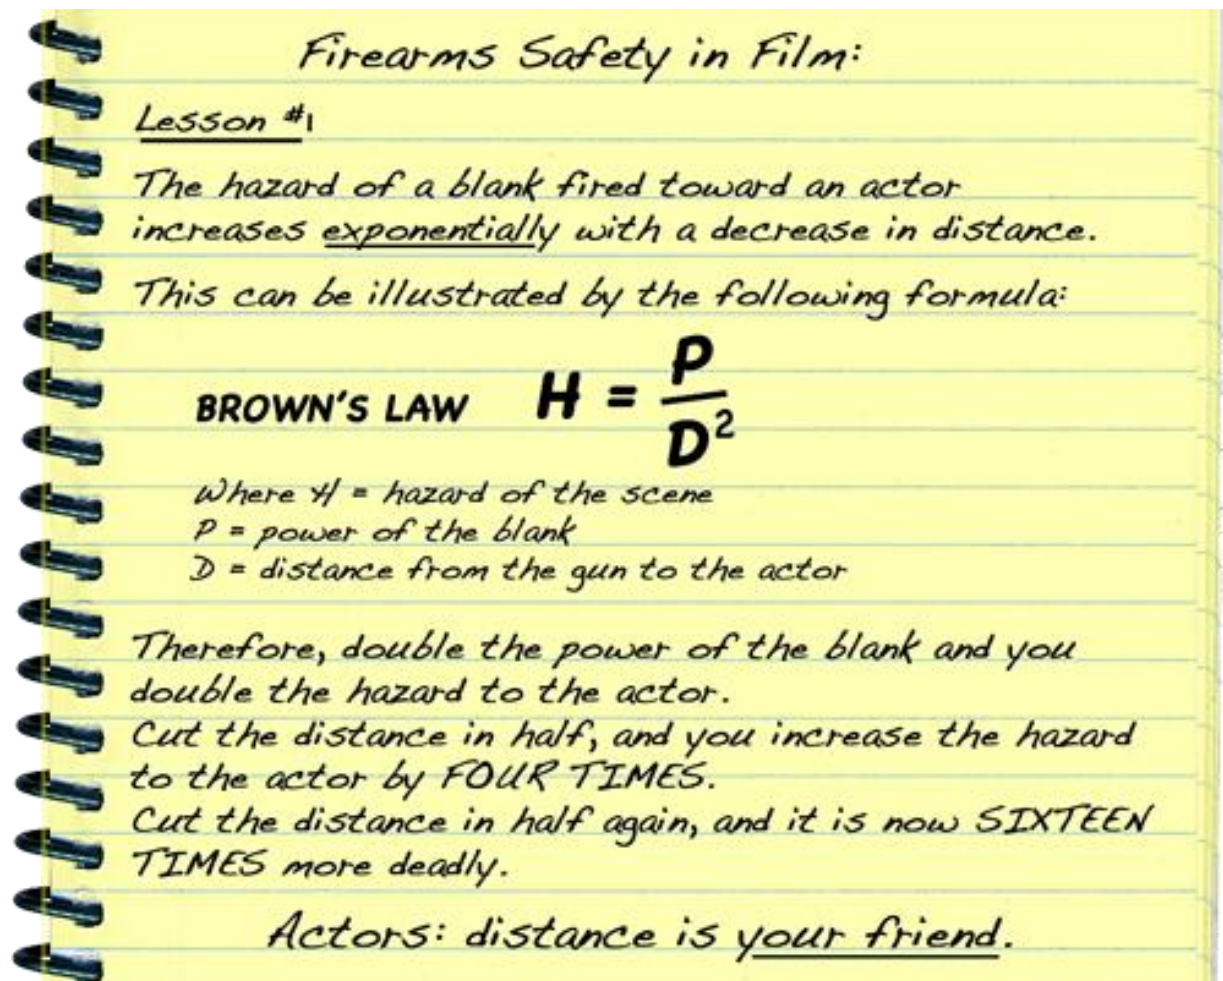 Firearms Safety in Film:
Lesson #1
The hazard of a blank fired toward an actor
increases exponentially with a decrease in distance.
This can be illustrated by the following formula:
BROWN'S LAW H = P/D²
Where H = hazard of the scene
P = power of the blank
D = distance from the gun to the actor
Therefore, double the power of the blank and you
double the hazard to the actor.
Cut the distance in half, and you increase the hazard
to the actor by FOUR TIMES.
Cut the distance in half again, and it is now SIXTEEN
TIMES more deadly.
Actors: distance is your friend.